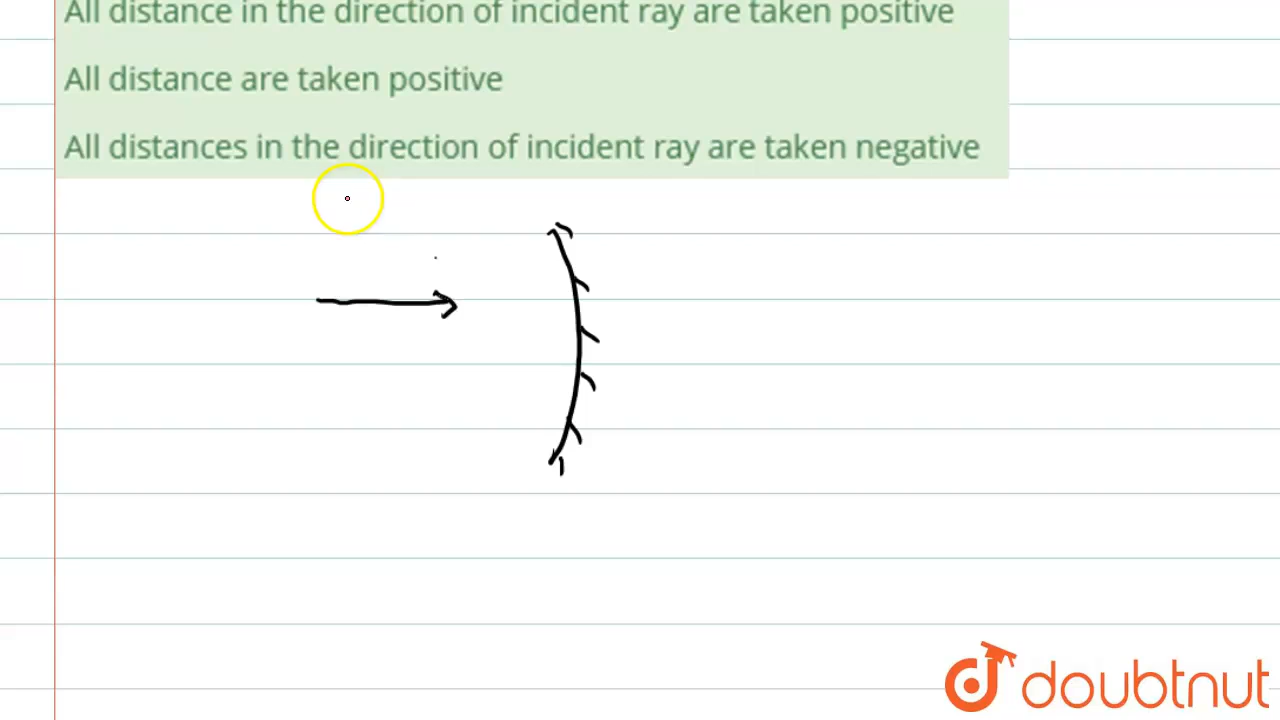 All distance in the direction of incident ray are taken positive
All distance are taken positive
All distances in the direction of incident ray are taken negative
doubtnut